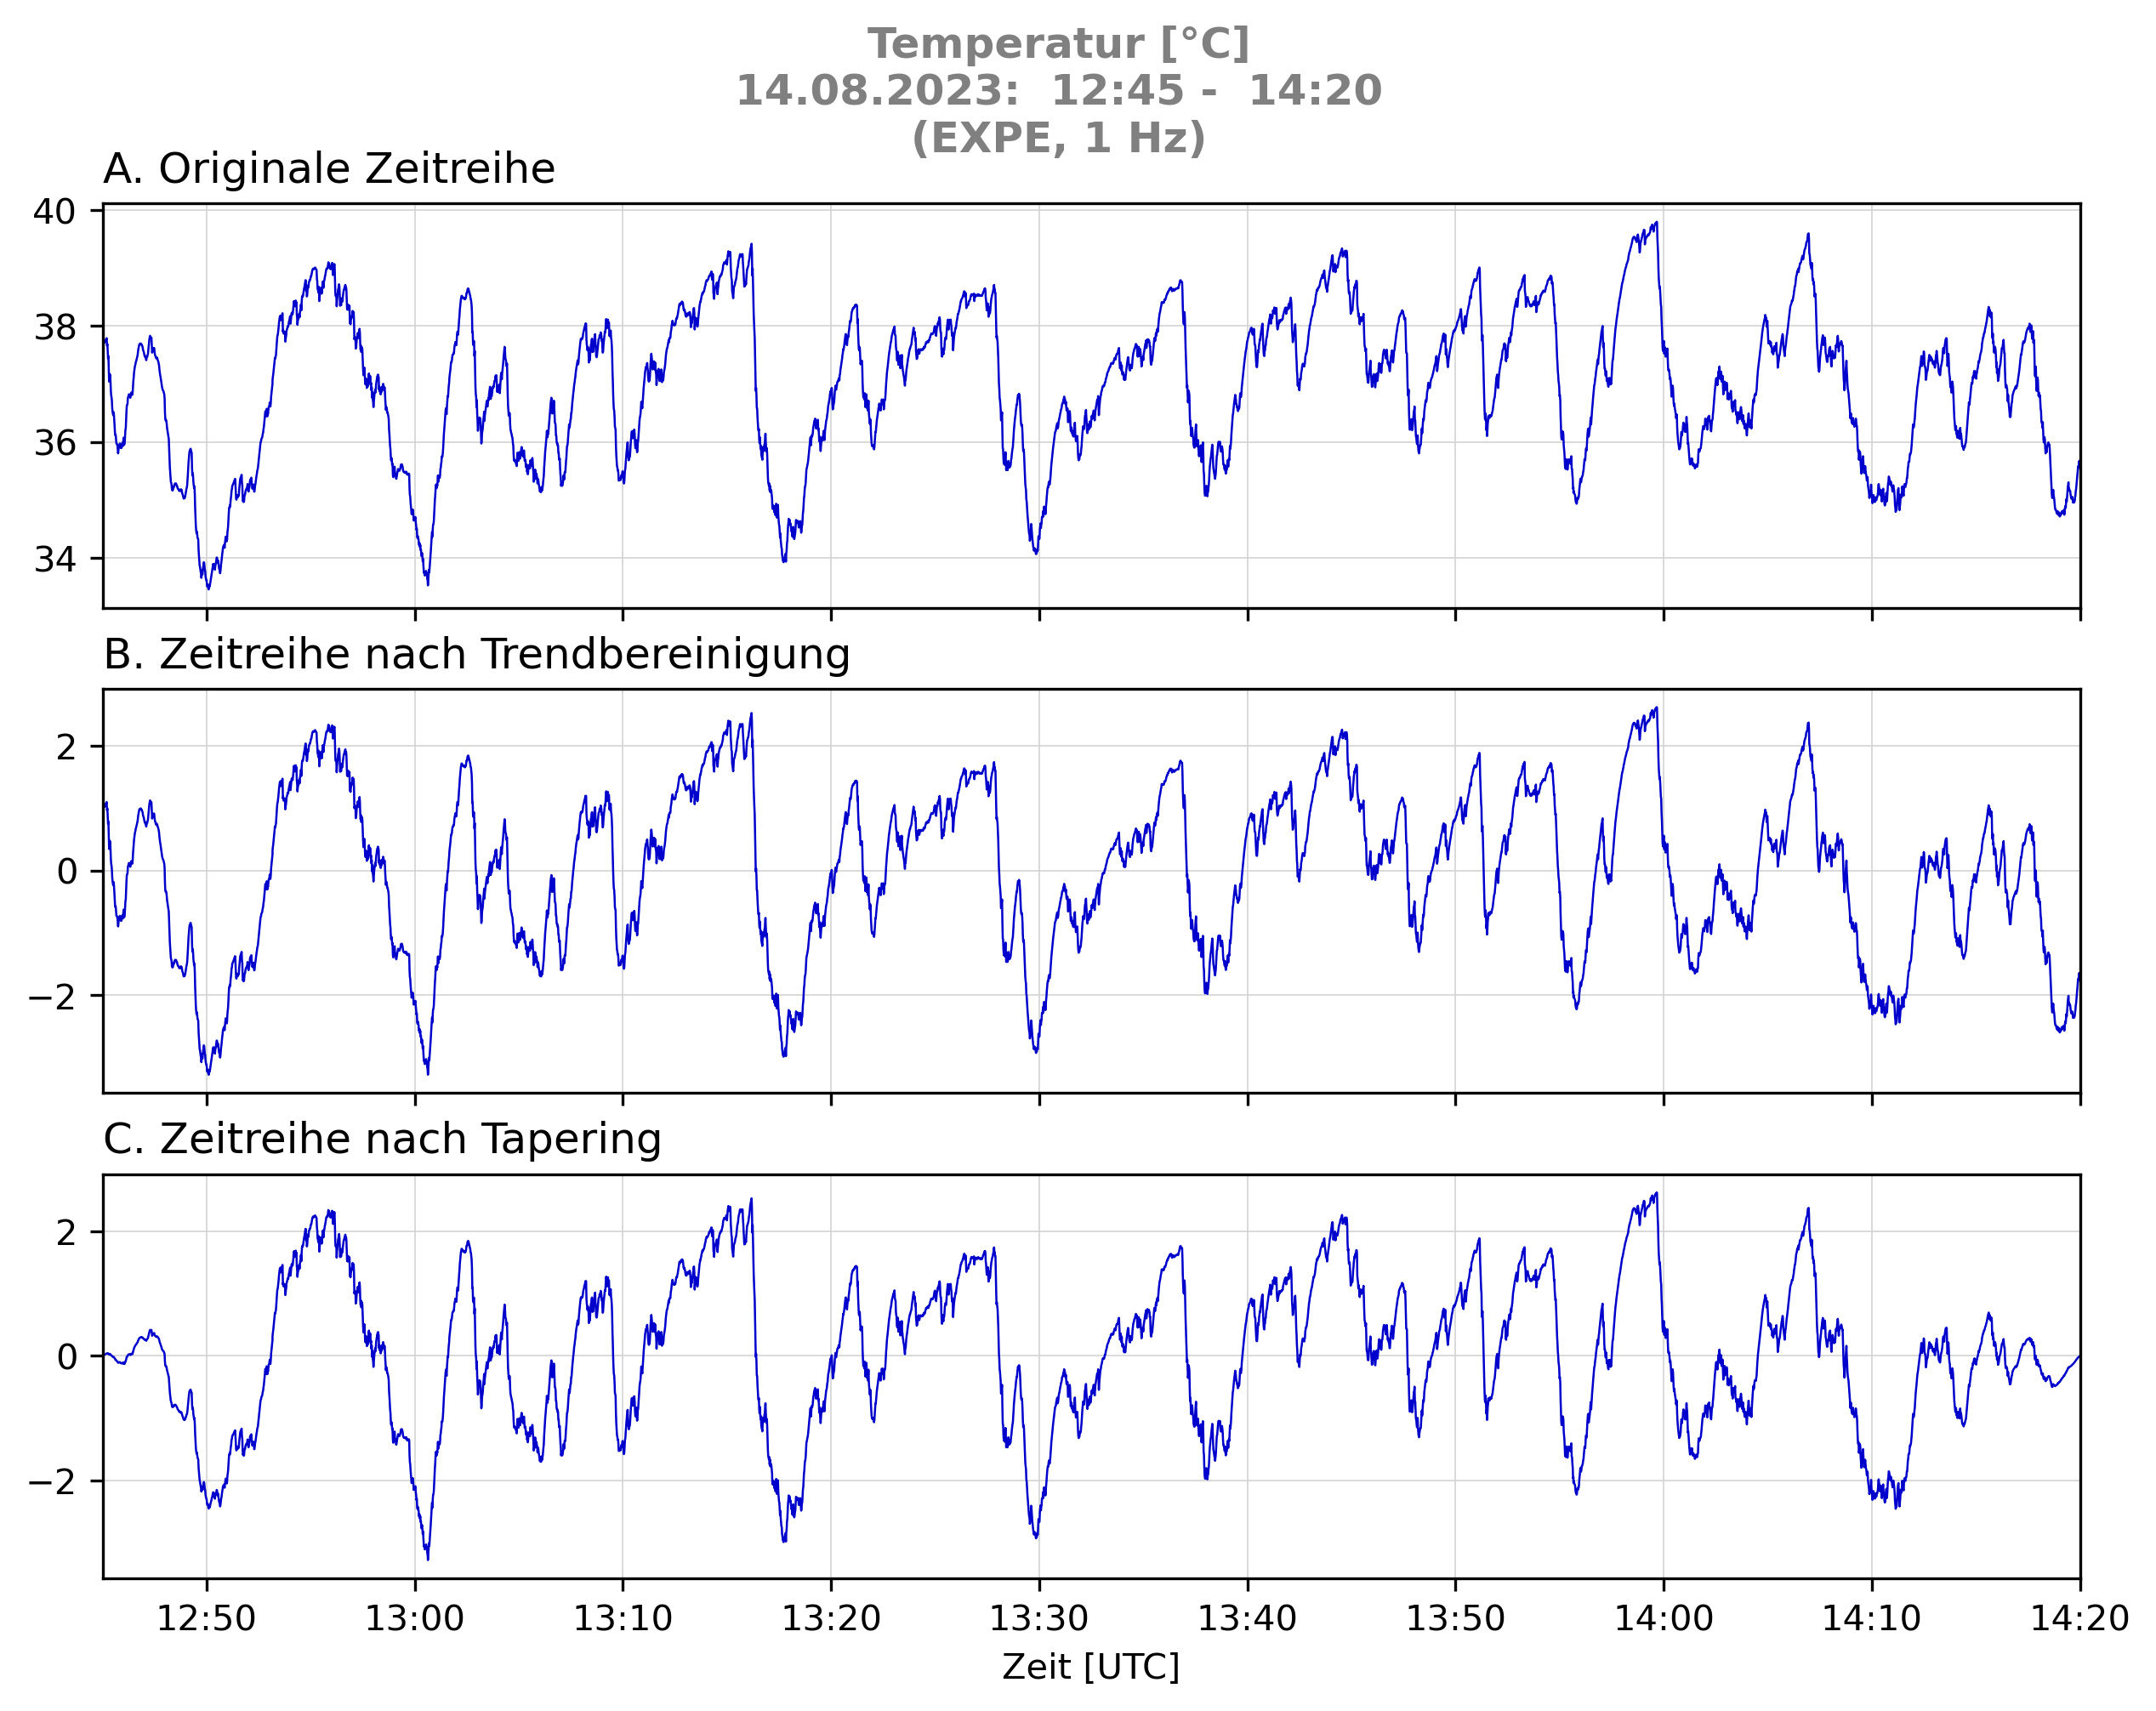 Temperatur [°C]
14.08.2023:  12:45 -  14:20
(EXPE, 1 Hz)
A. Originale Zeitreihe
40
38
36
34
B. Zeitreihe nach Trendbereinigung
2
0
−2
C. Zeitreihe nach Tapering
2
0
−2
12:50 13:00 13:10 13:20 13:30 13:40 13:50 14:00 14:10 14:20
Zeit [UTC]